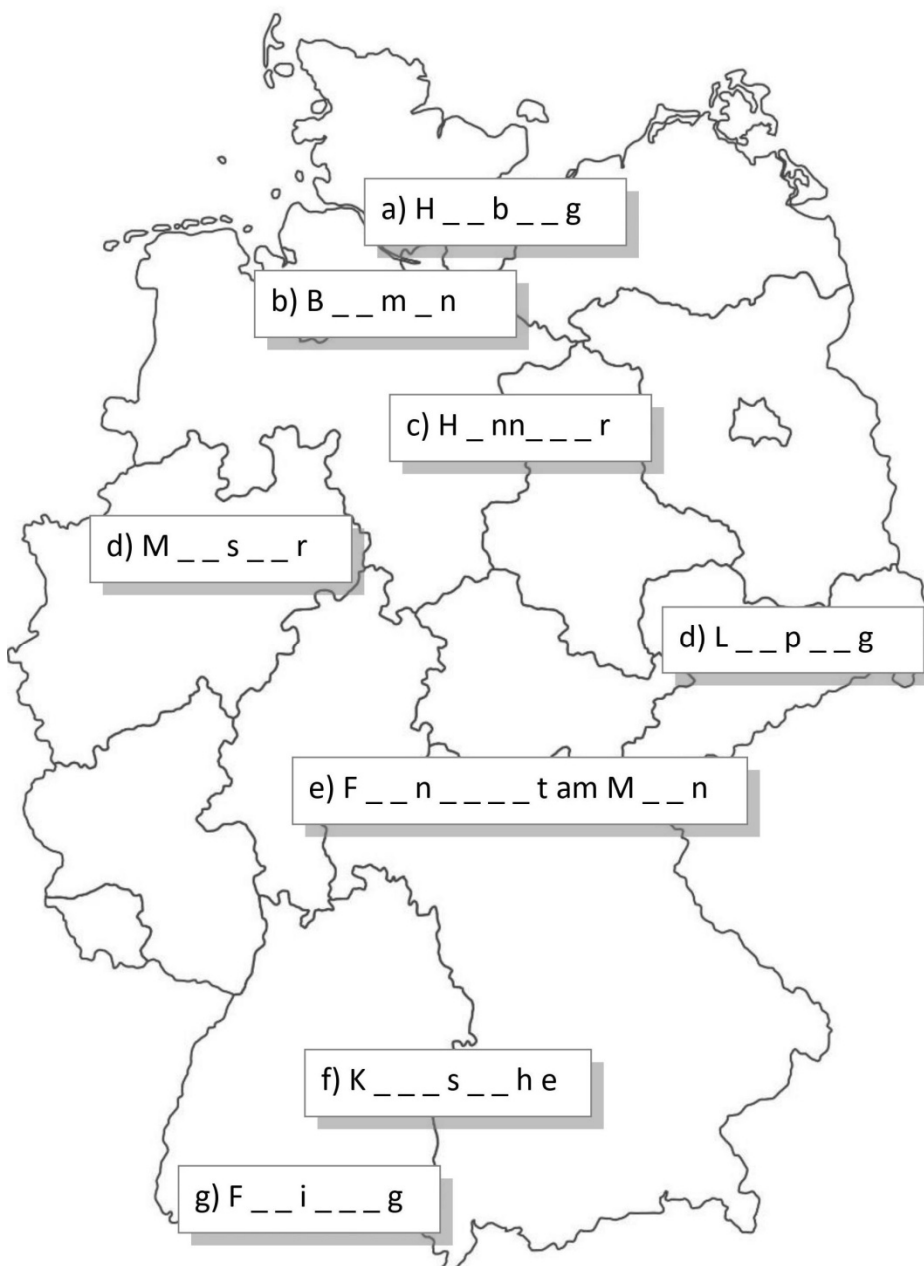 a) H _ _ b _ _ g
b) B _ _ m _ n
c) H _ nn_ _ _ r
d) M _ _ s _ _ r
d) L _ _ p _ _ g
e) F _ _ n _ _ _ _ t am M _ _ n
f) K _ _ _ s _ _ h e
g) F _ _ i _ _ _ g